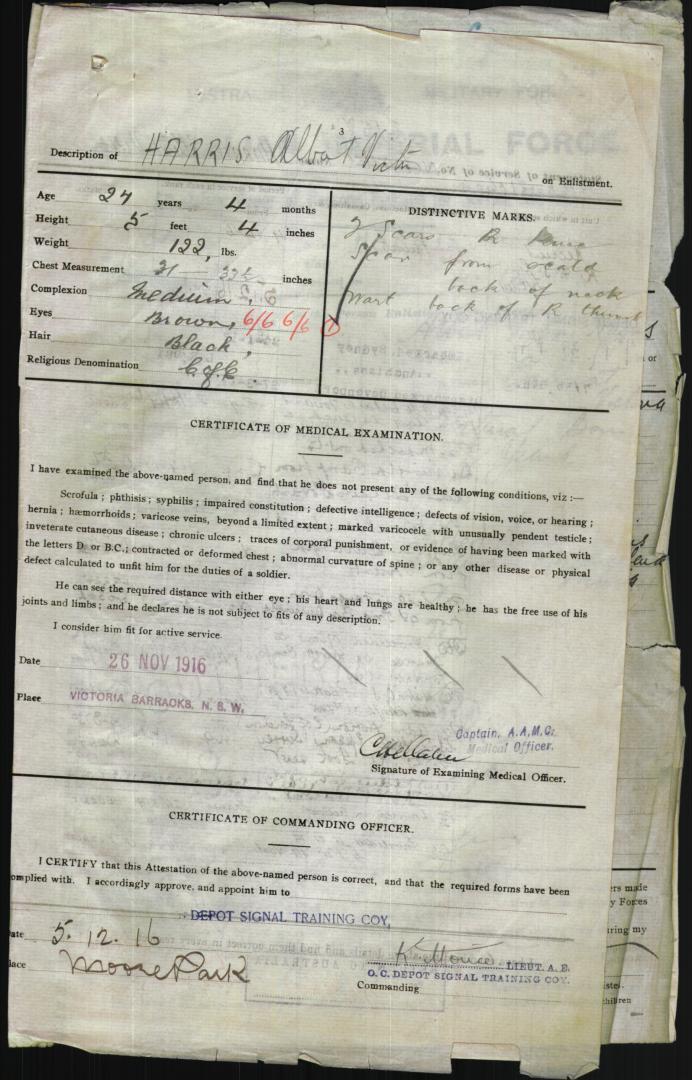 3
Description of HARRIS Albert Victor on Enlistment.
Age 24 years 4 months
Height 5 feet 4 inches
Weight 122 lbs.
Chest Measurement 31 33½ inches
Complexion Medium
Eyes Brown, 6/6 6/6
Hair Black
Religious Denomination C of E
DISTINCTIVE MARKS.
2 Scars R Knee
Scar from scald
back of neck
Wart back of R thumb
CERTIFICATE OF MEDICAL EXAMINATION.
I have examined the above-named person, and find that he does not present any of the following conditions, viz :—
Scrofula ; phthisis ; syphilis ; impaired constitution ; defective intelligence ; defects of vision, voice, or hearing ;
hernia ; hæmorrhoids ; varicose veins, beyond a limited extent ; marked varicocele with unusually pendent testicle ;
inveterate cutaneous disease ; chronic ulcers ; traces of corporal punishment, or evidence of having been marked with
the letters D. or B.C.; contracted or deformed chest ; abnormal curvature of spine ; or any other disease or physical
defect calculated to unfit him for the duties of a soldier.
He can see the required distance with either eye ; his heart and lungs are healthy ; he has the free use of his
joints and limbs ; and he declares he is not subject to fits of any description.
I consider him fit for active service.
Date 26 NOV 1916
Place VICTORIA BARRACKS, N. S. W,
Captain, A.A.M.C.
Medical Officer.
Signature of Examining Medical Officer.
CERTIFICATE OF COMMANDING OFFICER.
I CERTIFY that this Attestation of the above-named person is correct, and that the required forms have been
omplied with. I accordingly approve, and appoint him to
DEPOT SIGNAL TRAINING COY,
ate 5. 12. 16
lace Moore Park
LIEUT. A. E.
O. C. DEPOT SIGNAL TRAINING COY.
Commanding